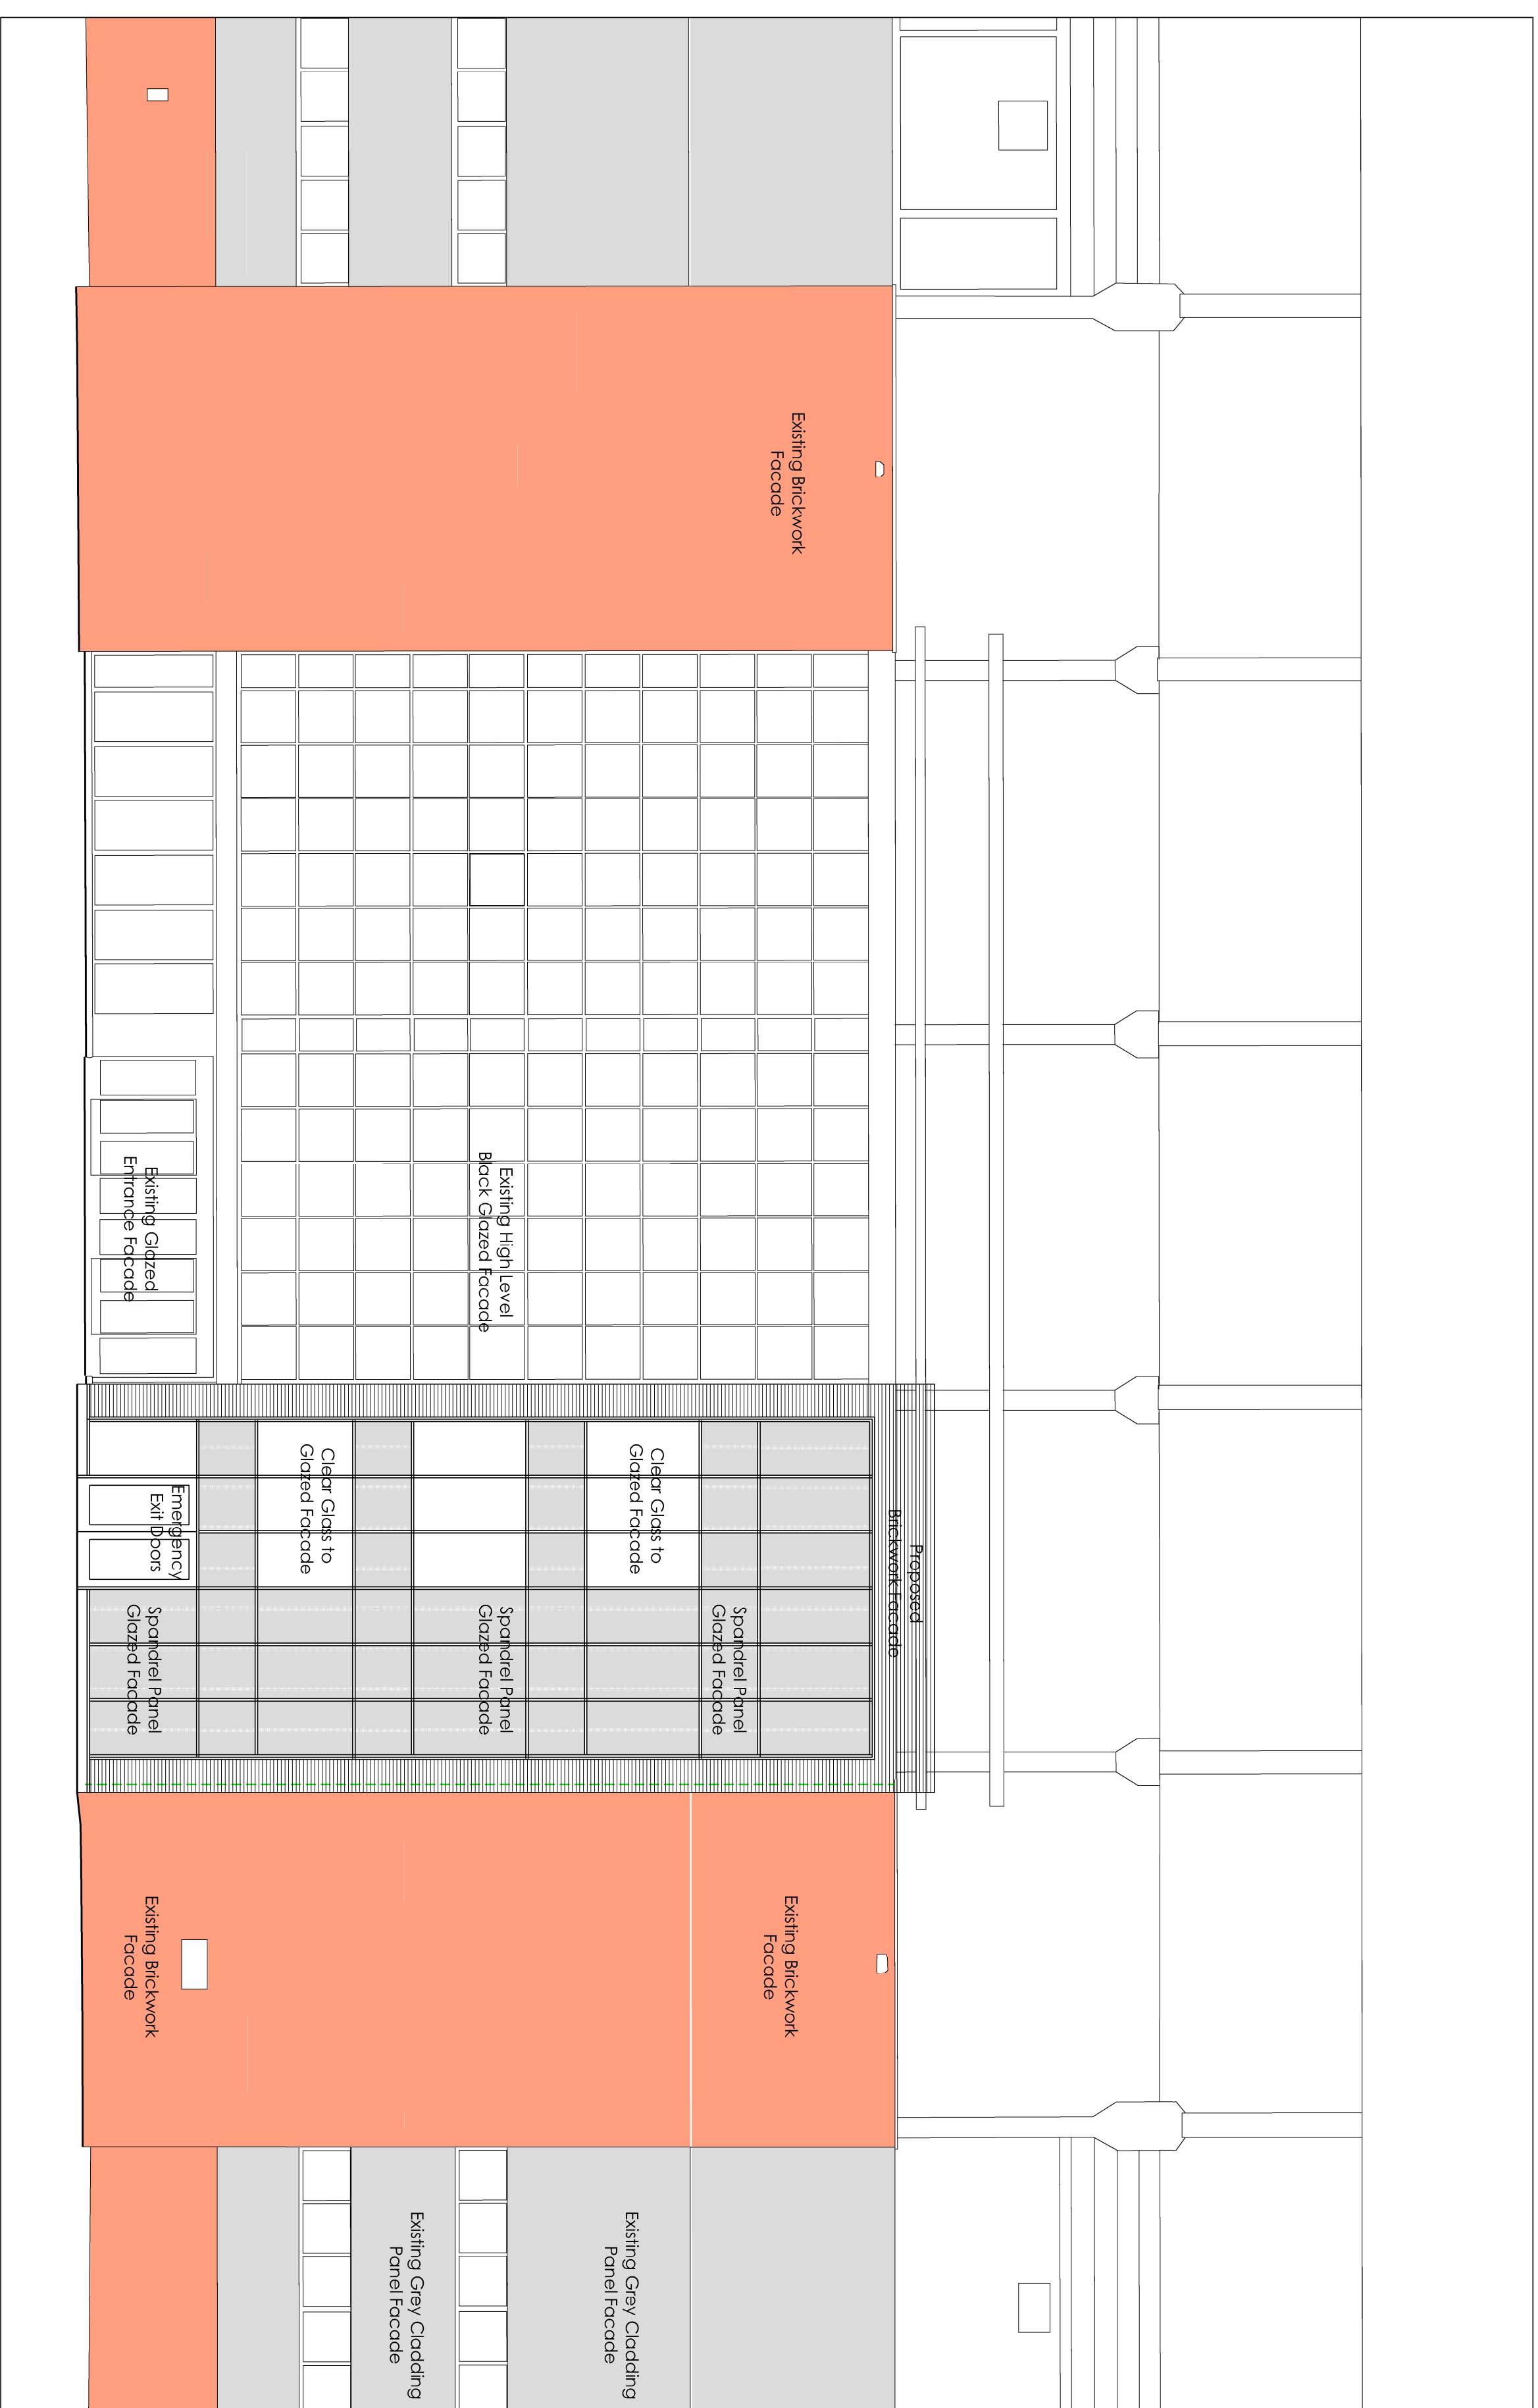 Existing Brickwork
Facade
Existing High Level
Black Glazed Facade
Existing Glazed
Entrance Facade
Proposed
Brickwork Facade
Clear Glass to
Glazed Facade
Clear Glass to
Glazed Facade
Emergency
Exit Doors
Spandrel Panel
Glazed Facade
Spandrel Panel
Glazed Facade
Spandrel Panel
Glazed Facade
Existing Brickwork
Facade
Existing Brickwork
Facade
Existing Grey Cladding
Panel Facade
Existing Grey Cladding
Panel Facade